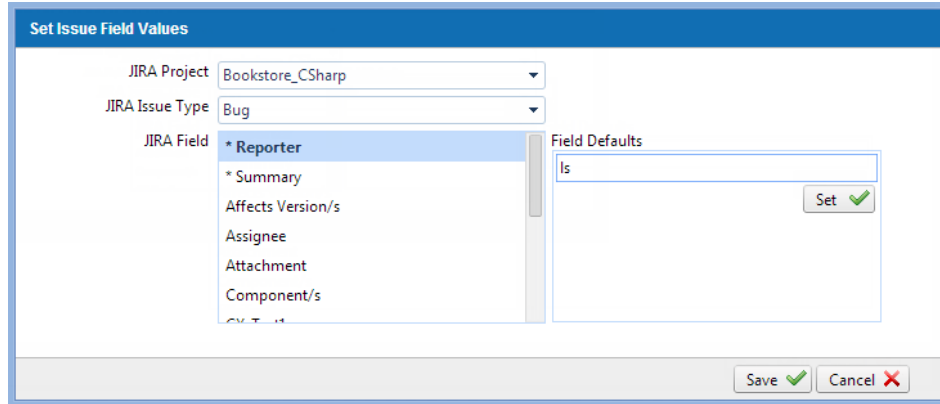 Set Issue Field Values
JIRA Project Bookstore_CSharp
JIRA Issue Type Bug
JIRA Field * Reporter Field Defaults
* Summary ls
Affects Version/s Set
Assignee
Attachment
Component/s
Save Cancel